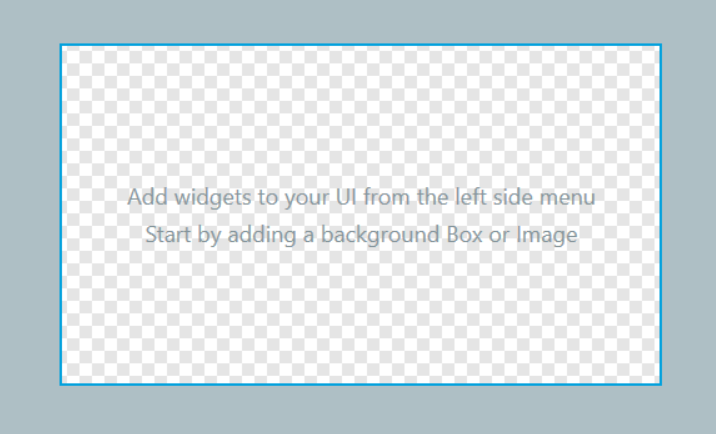 Add widgets to your UI from the left side menu
Start by adding a background Box or Image